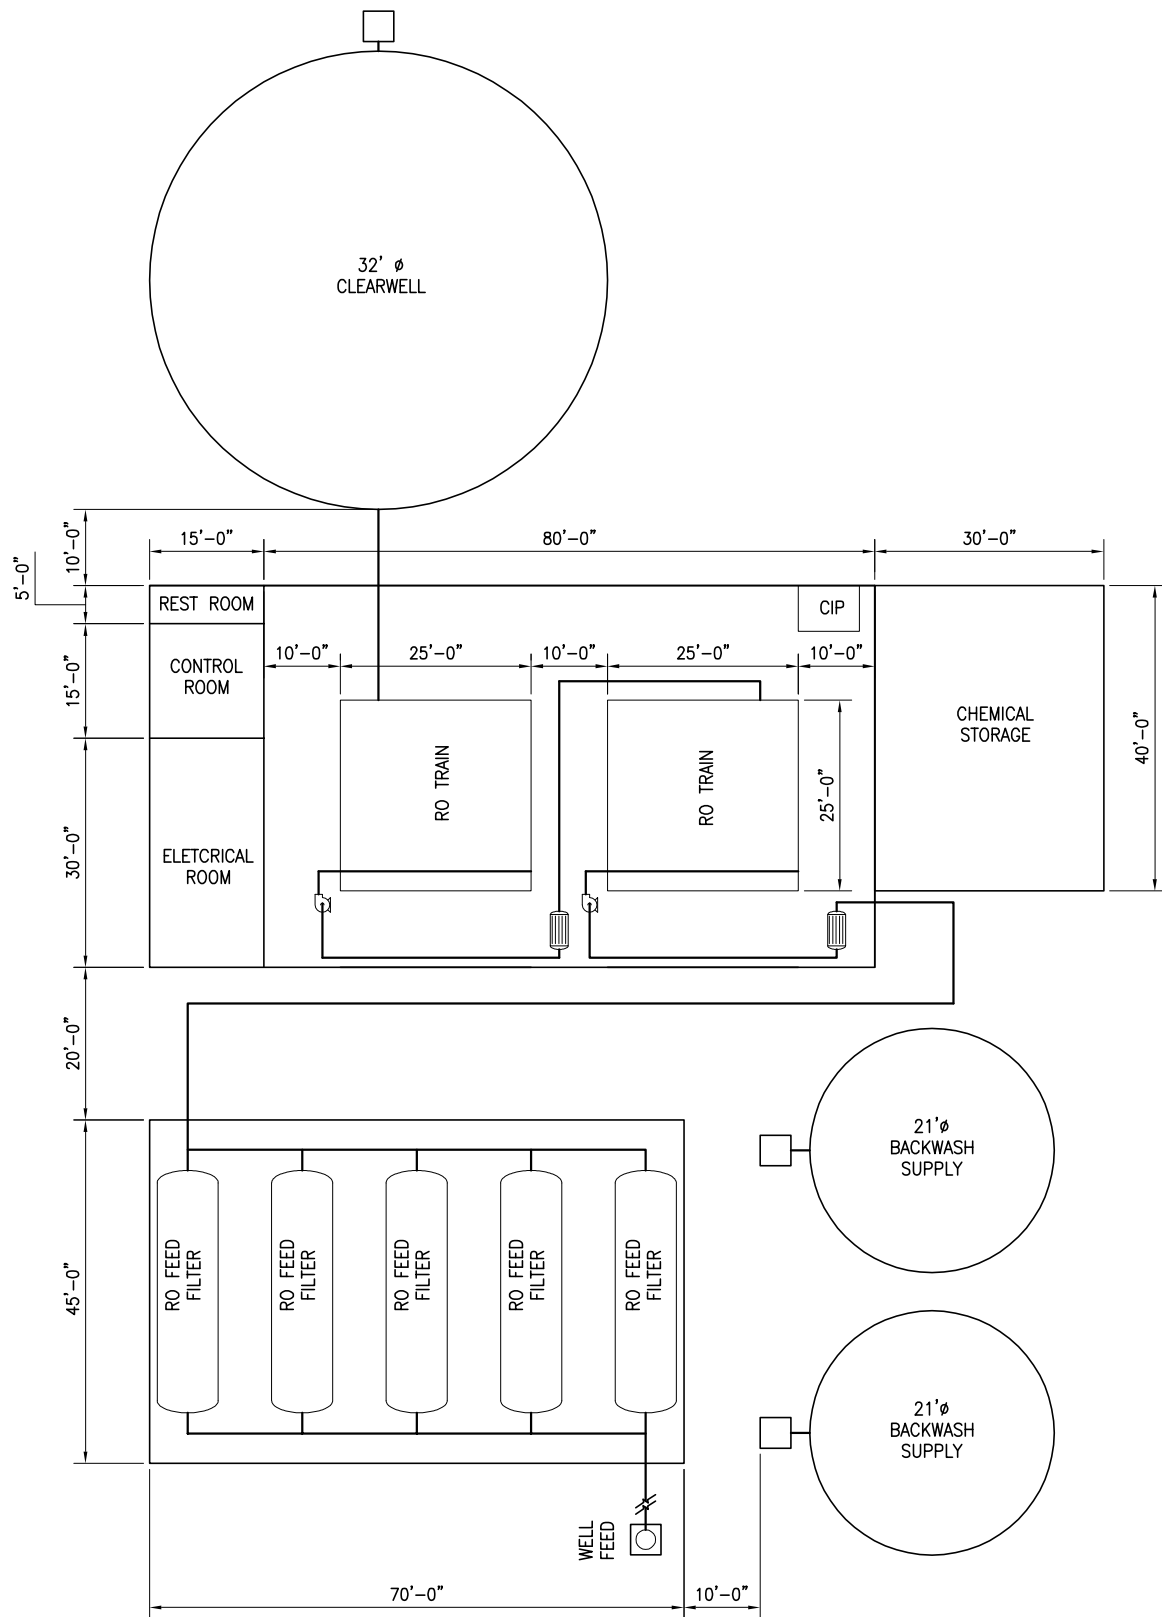 32' ø
CLEARWELL
10'-0"
5'-0"
15'-0"
80'-0"
30'-0"
REST ROOM
CIP
15'-0"
CONTROL
ROOM
10'-0"
25'-0"
10'-0"
25'-0"
10'-0"
CHEMICAL
STORAGE
40'-0"
RO TRAIN
RO TRAIN
25'-0"
30'-0"
ELETCRICAL
ROOM
20'-0"
21'ø
BACKWASH
SUPPLY
45'-0"
RO FEED
FILTER
RO FEED
FILTER
RO FEED
FILTER
RO FEED
FILTER
RO FEED
FILTER
21'ø
BACKWASH
SUPPLY
WELL
FEED
70'-0"
10'-0"